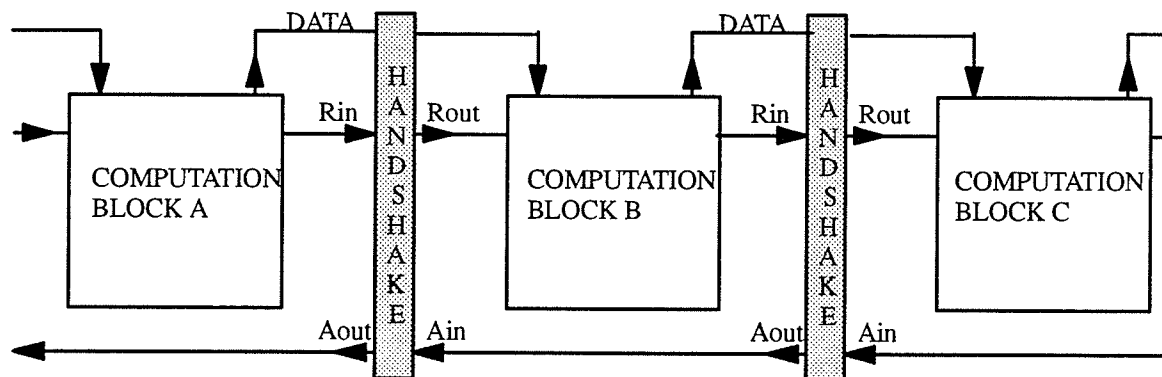 DATA
DATA
HANDSHAKE
HANDSHAKE
Rin
Rout
Rin
Rout
COMPUTATION
BLOCK A
COMPUTATION
BLOCK B
COMPUTATION
BLOCK C
Aout
Ain
Aout
Ain